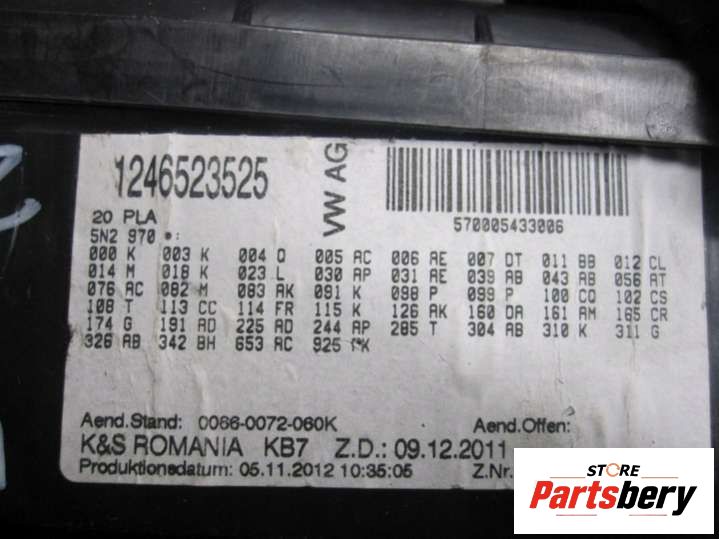 1246523525
VW AG
570005433006
20 PLA
5N2 970 •:
000 K 003 K 004 Q 005 AC 006 AE 007 DT 011 BB 012 CL
014 M 018 K 023 L 030 AP 031 AE 039 AB 043 AB 056 AT
076 AC 082 M 083 AK 091 K 098 P 099 P 100 CQ 102 CS
108 T 113 CC 114 FR 115 K 126 AK 160 DA 161 AM 165 CR
174 G 191 AD 225 AD 244 AP 285 T 304 AB 310 K 311 G
326 AB 342 BH 653 AC 925
Aend.Stand: 0066-0072-060K Aend.Offen:
K&S ROMANIA KB7 Z.D.: 09.12.2011
Produktionsdatum: 05.11.2012 10:35:05 Z.Nr.
STORE
Partsbery